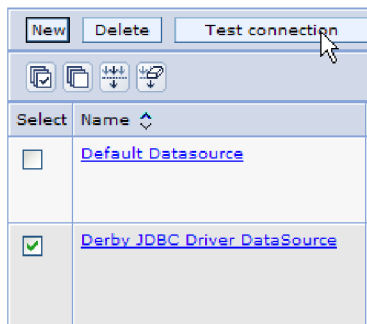 New Delete Test connection
Select Name
Default Datasource
Derby JDBC Driver DataSource